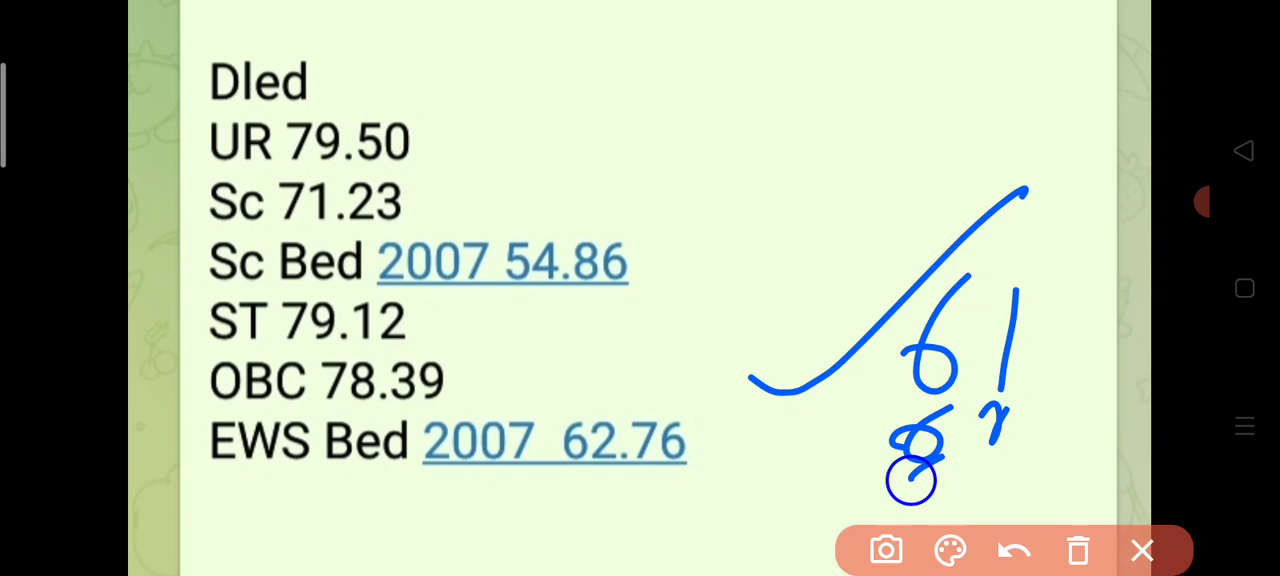 Dled
UR 79.50
Sc 71.23
Sc Bed 2007 54.86
ST 79.12
OBC 78.39
EWS Bed 2007 62.76
61